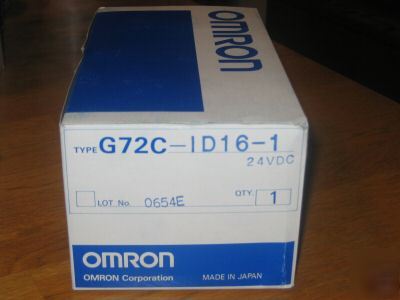 OMRON
TYPE G72C-ID16-1
24VDC
LOT No. 0654E QTY. 1
OMRON
OMRON Corporation MADE IN JAPAN